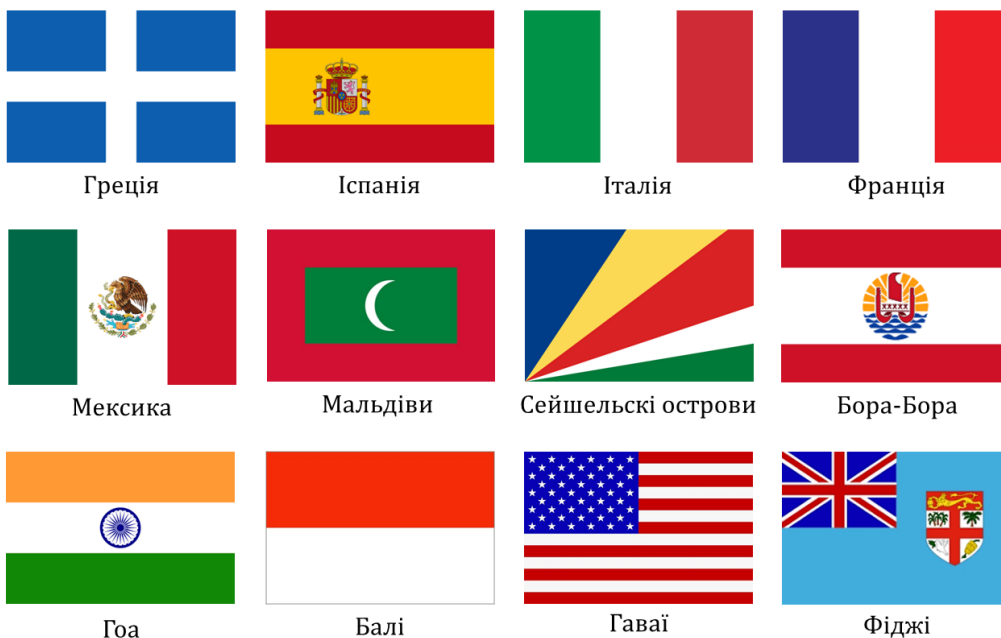 Греція
Іспанія
Італія
Франція
Мексика
Мальдіви
Сейшельскі острови
Бора-Бора
Гоа
Балі
Гаваї
Фіджі